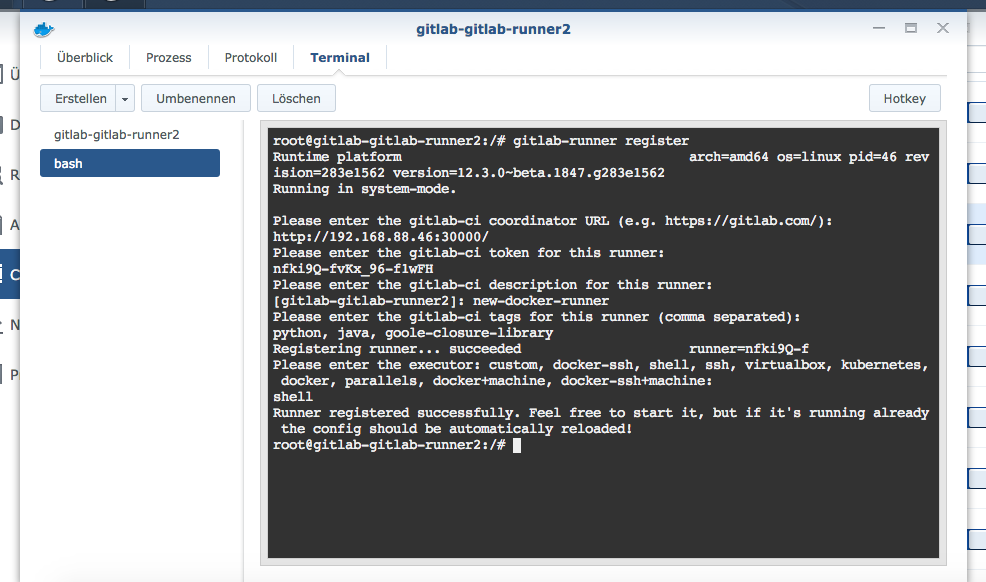 gitlab-gitlab-runner2
Überblick
Prozess
Protokoll
Terminal
Erstellen
Umbenennen
Löschen
Hotkey
gitlab-gitlab-runner2
bash
root@gitlab-gitlab-runner2:/# gitlab-runner register
Runtime platform arch=amd64 os=linux pid=46 rev
ision=283e1562 version=12.3.0~beta.1847.g283e1562
Running in system-mode.
Please enter the gitlab-ci coordinator URL (e.g. https://gitlab.com/):
http://192.168.88.46:30000/
Please enter the gitlab-ci token for this runner:
nfki9Q-fvKx_96-f1wFH
Please enter the gitlab-ci description for this runner:
[gitlab-gitlab-runner2]: new-docker-runner
Please enter the gitlab-ci tags for this runner (comma separated):
python, java, goole-closure-library
Registering runner... succeeded runner=nfki9Q-f
Please enter the executor: custom, docker-ssh, shell, ssh, virtualbox, kubernetes,
docker, parallels, docker+machine, docker-ssh+machine:
shell
Runner registered successfully. Feel free to start it, but if it's running already
the config should be automatically reloaded!
root@gitlab-gitlab-runner2:/#